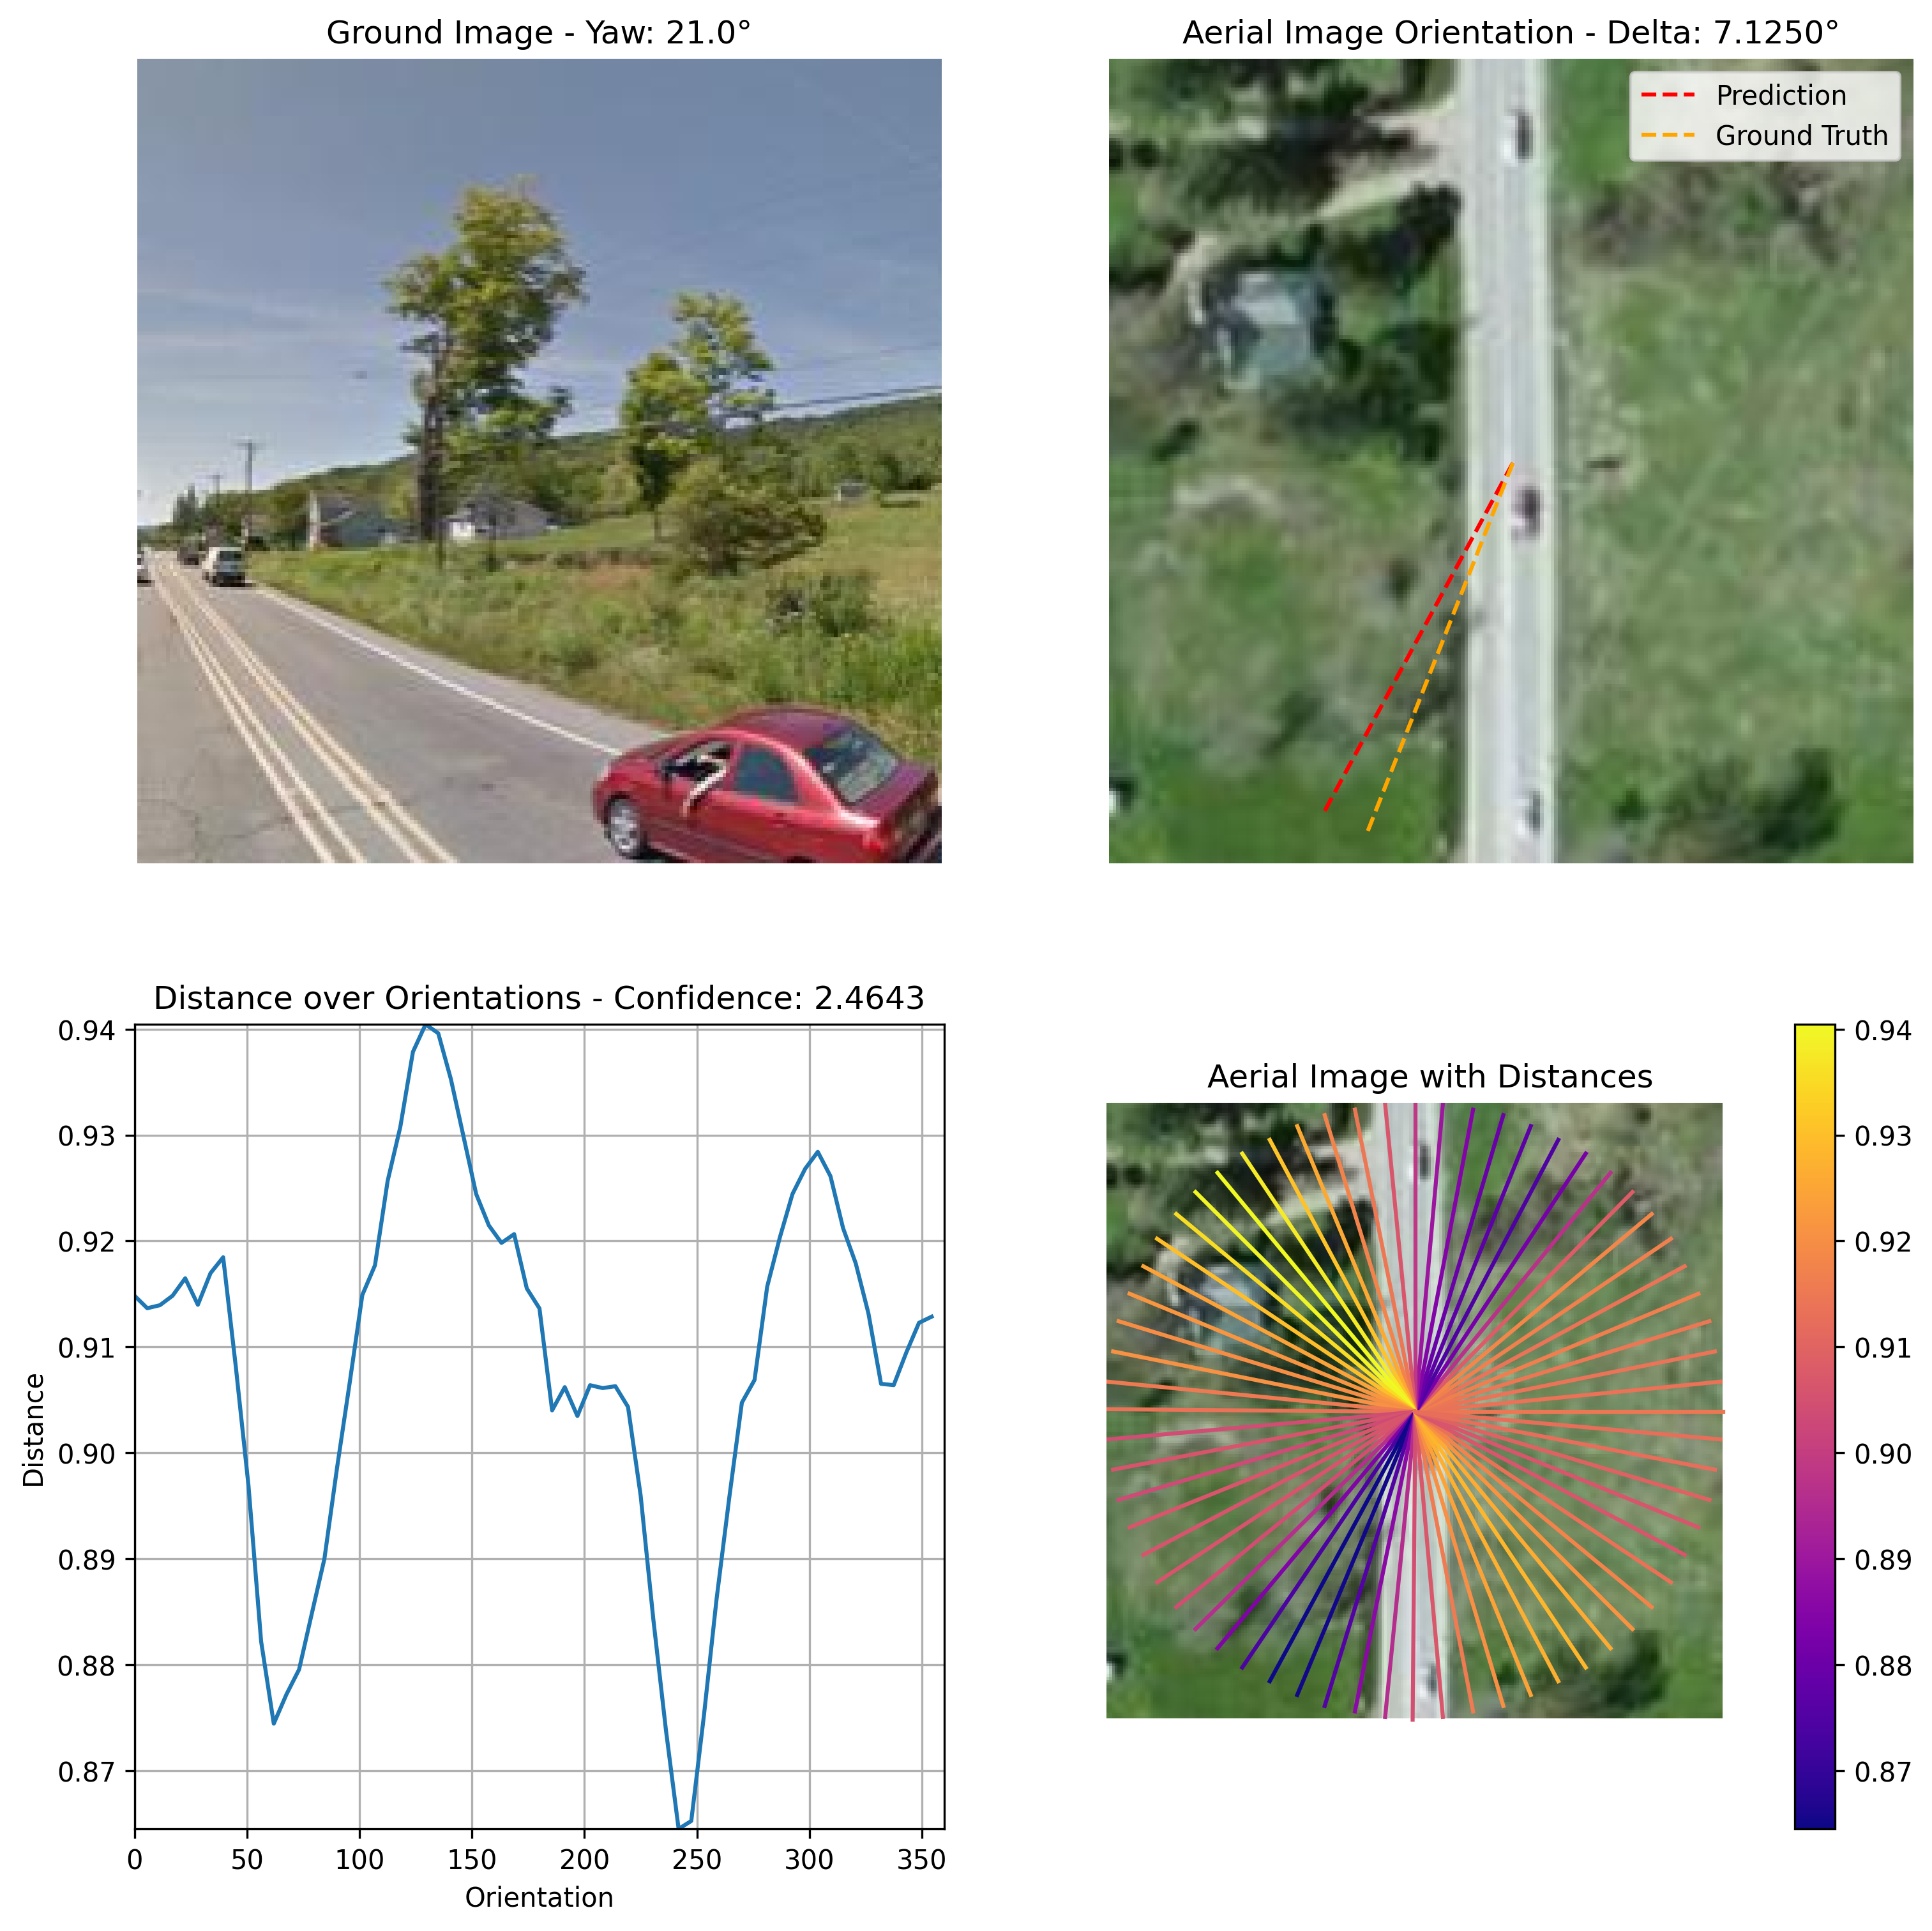 Ground Image - Yaw: 21.0°
Aerial Image Orientation - Delta: 7.1250°
Prediction
Ground Truth
Distance over Orientations - Confidence: 2.4643
0.94
0.93
0.92
0.91
0.90
0.89
0.88
0.87
Distance
0 50 100 150 200 250 300 350
Orientation
Aerial Image with Distances
0.94
0.93
0.92
0.91
0.90
0.89
0.88
0.87